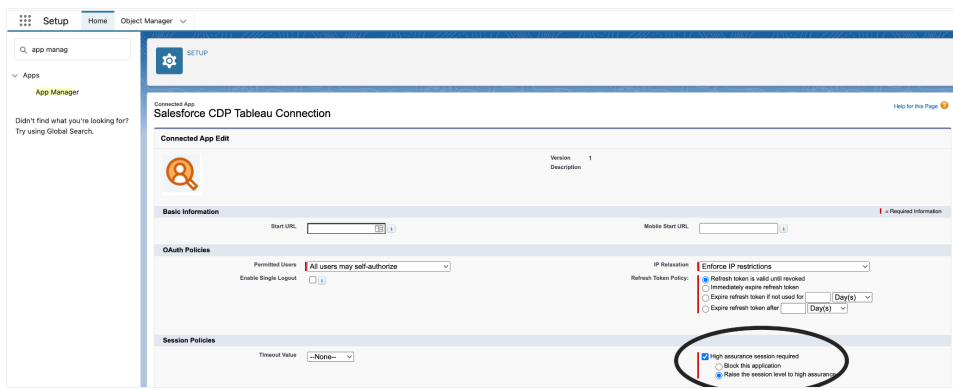 Setup
Home
Object Manager
app manag
Apps
App Manager
Didn't find what you're looking for?
Try using Global Search.
SETUP
Connected App
Salesforce CDP Tableau Connection
Help for this Page
Connected App Edit
Version 1
Description
Basic Information
= Required Information
Start URL
i
Mobile Start URL
i
OAuth Policies
Permitted Users
All users may self-authorize
IP Relaxation
Enforce IP restrictions
Enable Single Logout
i
Refresh Token Policy:
Refresh token is valid until revoked
Immediately expire refresh token
Expire refresh token if not used for Day(s)
Expire refresh token after Day(s)
Session Policies
Timeout Value
--None--
High assurance session required
Block this application
Raise the session level to high assurance